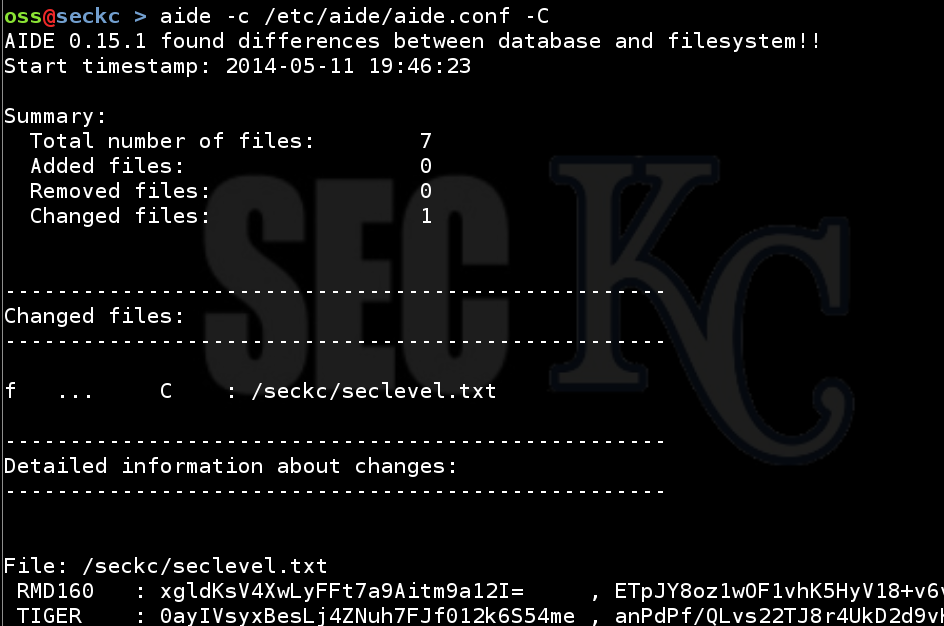 oss@seckc > aide -c /etc/aide/aide.conf -C
AIDE 0.15.1 found differences between database and filesystem!!
Start timestamp: 2014-05-11 19:46:23
Summary:
  Total number of files:        7
  Added files:                  0
  Removed files:                0
  Changed files:                1
---------------------------------------------------
Changed files:
---------------------------------------------------
f   ...     C    : /seckc/seclevel.txt
---------------------------------------------------
Detailed information about changes:
---------------------------------------------------
File: /seckc/seclevel.txt
 RMD160   : xgldKsV4XwLyFFt7a9Aitm9a12I=     , ETpJY8oz1wOF1vhK5HyV18+v6v
 TIGER    : 0ayIVsyxBesLj4ZNuh7FJf012k6S54me , anPdPf/QLvs22TJ8r4UkD2d9vH
SEC KC